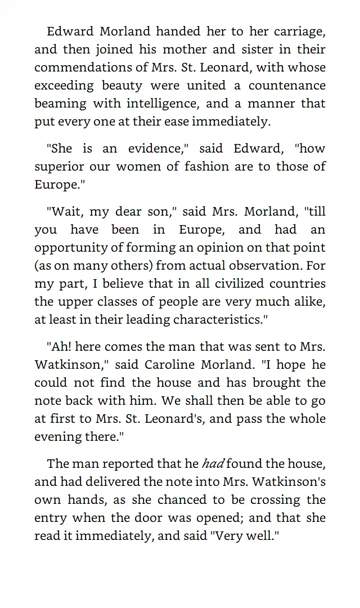 Edward Morland handed her to her carriage,
and then joined his mother and sister in their
commendations of Mrs. St. Leonard, with whose
exceeding beauty were united a countenance
beaming with intelligence, and a manner that
put every one at their ease immediately.
"She is an evidence," said Edward, "how
superior our women of fashion are to those of
Europe."
"Wait, my dear son," said Mrs. Morland, "till
you have been in Europe, and had an
opportunity of forming an opinion on that point
(as on many others) from actual observation. For
my part, I believe that in all civilized countries
the upper classes of people are very much alike,
at least in their leading characteristics."
"Ah! here comes the man that was sent to Mrs.
Watkinson," said Caroline Morland. "I hope he
could not find the house and has brought the
note back with him. We shall then be able to go
at first to Mrs. St. Leonard's, and pass the whole
evening there."
The man reported that he had found the house,
and had delivered the note into Mrs. Watkinson's
own hands, as she chanced to be crossing the
entry when the door was opened; and that she
read it immediately, and said "Very well."